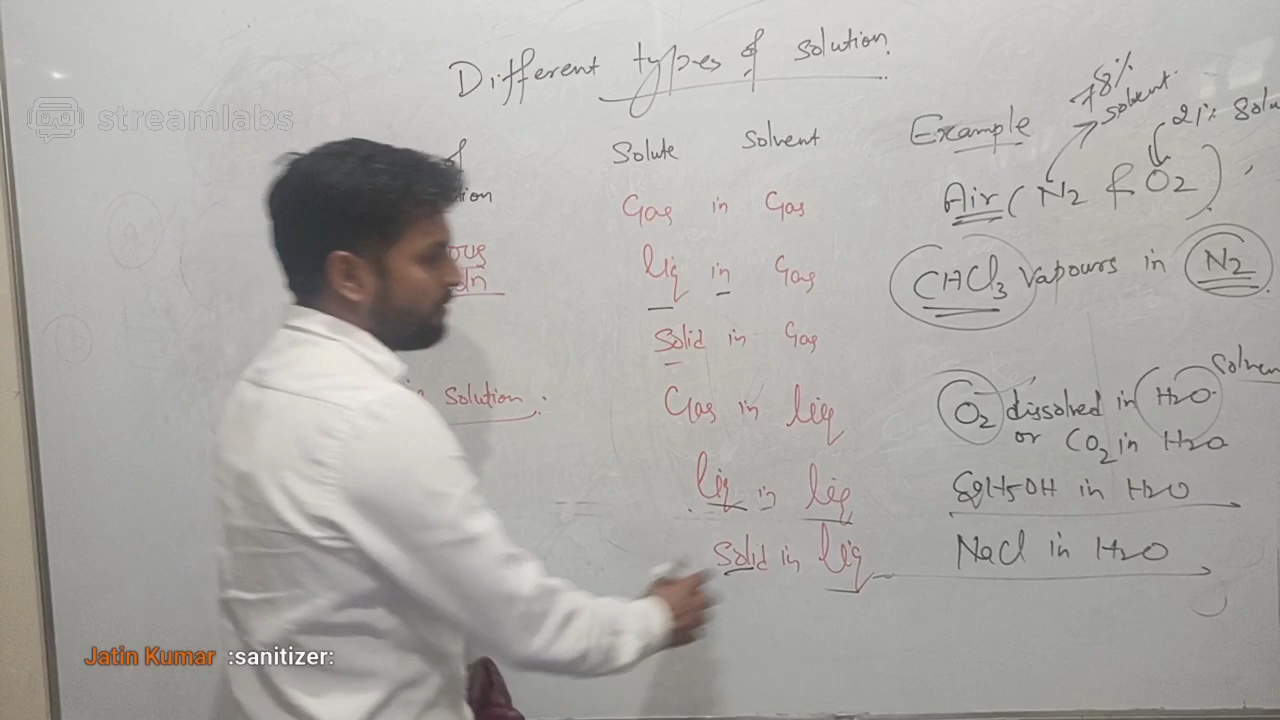 Different types of solution.
78%
solvent
21%
streamlabs
Solute Solvent Example
Gas in Gas Air ( N2 & O2 ) ,
liq in Gas CHCl3 vapours in N2
Solid in Gas
solution . Gas in liq O2 dissolved in H2O
or CO2 in H2O
liq in liq C2H5OH in H2O
Solid in liq NaCl in H2O
Jatin Kumar :sanitizer: